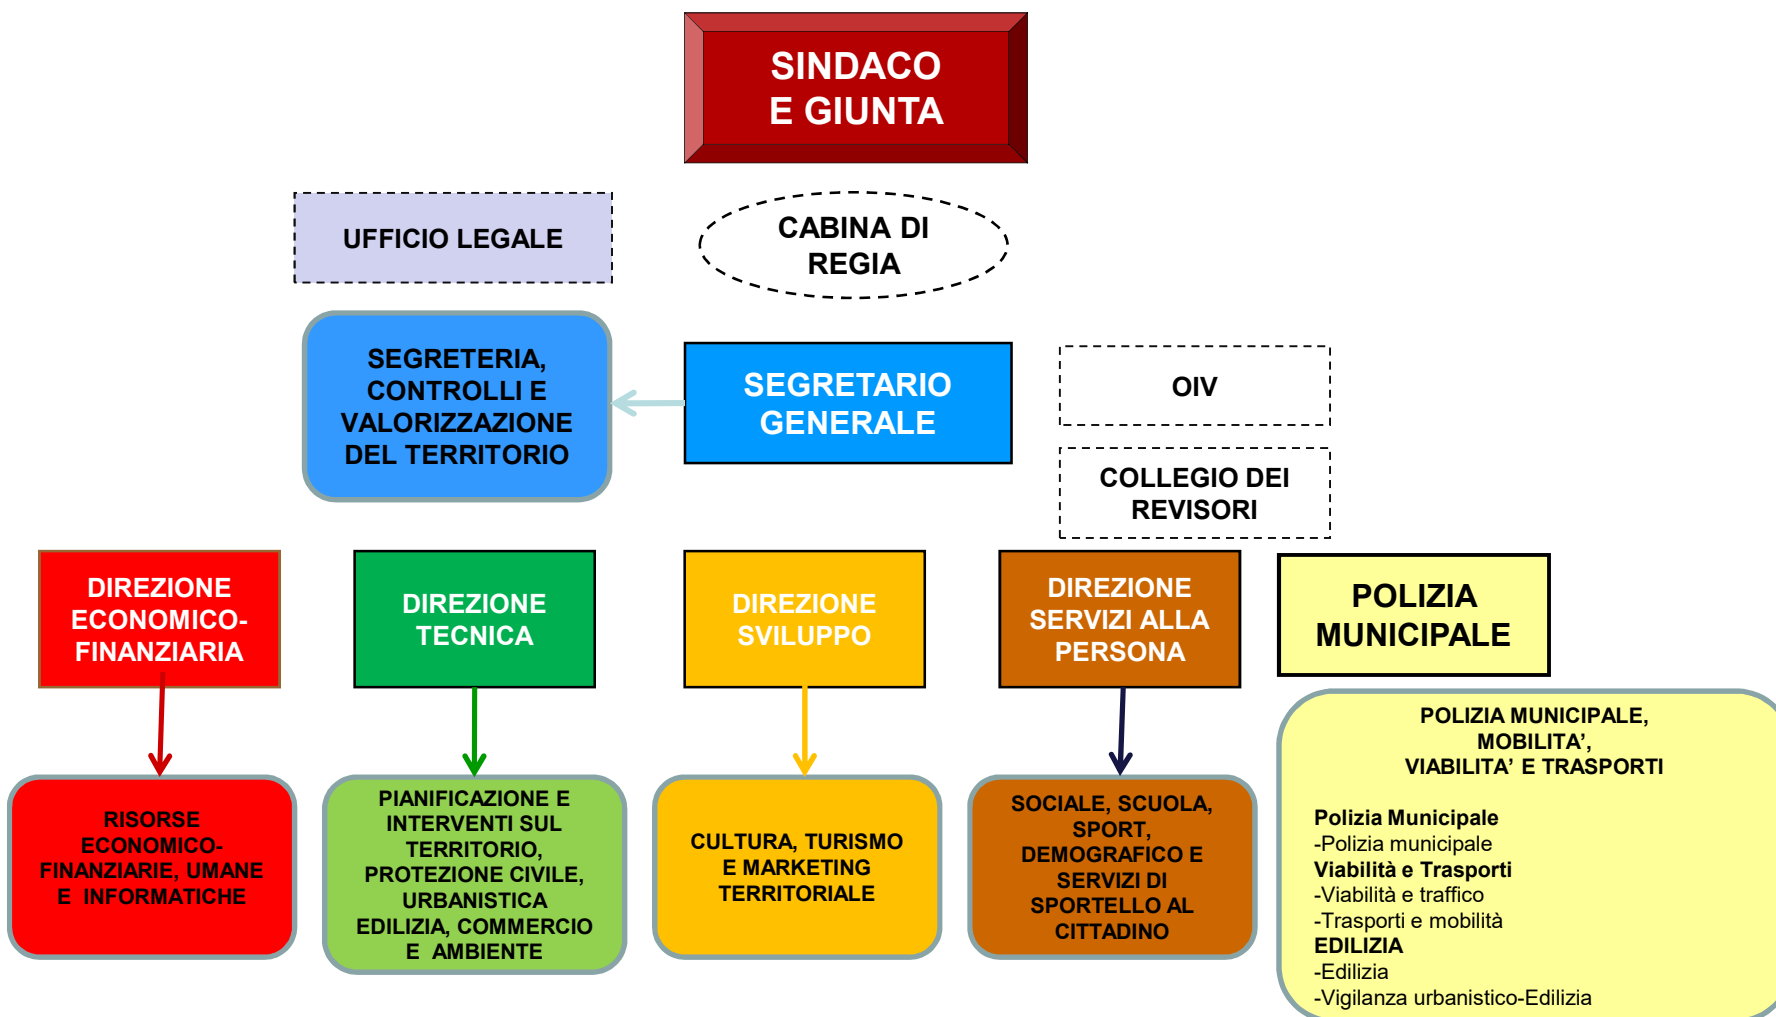 SINDACO
E GIUNTA
UFFICIO LEGALE
CABINA DI
REGIA
SEGRETERIA,
CONTROLLI E
VALORIZZAZIONE
DEL TERRITORIO
SEGRETARIO
GENERALE
OIV
COLLEGIO DEI
REVISORI
DIREZIONE
ECONOMICO-
FINANZIARIA
DIREZIONE
TECNICA
DIREZIONE
SVILUPPO
DIREZIONE
SERVIZI ALLA
PERSONA
POLIZIA
MUNICIPALE
RISORSE
ECONOMICO-
FINANZIARIE, UMANE
E  INFORMATICHE
PIANIFICAZIONE E
INTERVENTI SUL
TERRITORIO,
PROTEZIONE CIVILE,
URBANISTICA
EDILIZIA, COMMERCIO
E  AMBIENTE
CULTURA, TURISMO
E MARKETING
TERRITORIALE
SOCIALE, SCUOLA,
SPORT,
DEMOGRAFICO E
SERVIZI DI
SPORTELLO AL
CITTADINO
POLIZIA MUNICIPALE,
MOBILITA’,
VIABILITA’ E TRASPORTI
Polizia Municipale
-Polizia municipale
Viabilità e Trasporti
-Viabilità e traffico
-Trasporti e mobilità
EDILIZIA
-Edilizia
-Vigilanza urbanistico-Edilizia